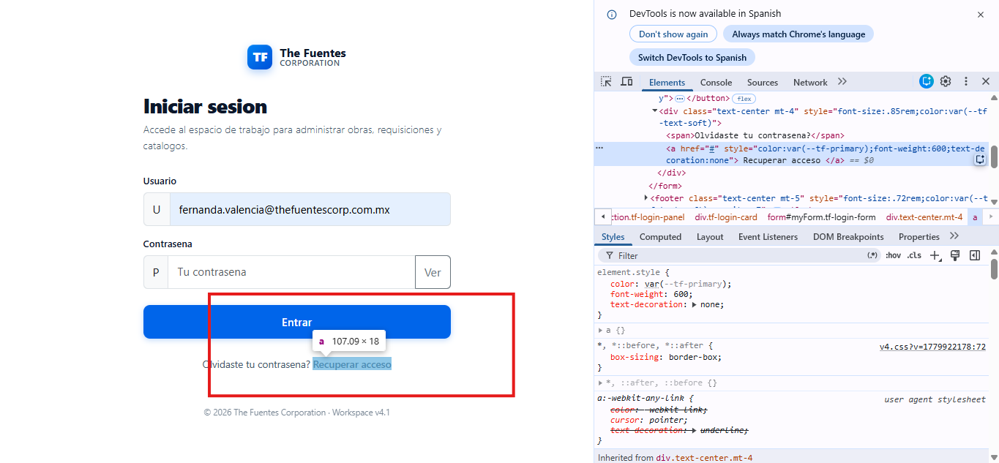 TF
The Fuentes
CORPORATION
Iniciar sesion
Accede al espacio de trabajo para administrar obras, requisiciones y
catalogos.
Usuario
U fernanda.valencia@thefuentescorp.com.mx
Contrasena
P Tu contrasena Ver
Entrar
a 107.09 × 18
Olvidaste tu contrasena? Recuperar acceso
© 2026 The Fuentes Corporation · Workspace v4.1
DevTools is now available in Spanish
Don't show again Always match Chrome's language
Switch DevTools to Spanish
Elements Console Sources Network
y">⋯</button> flex
<div class="text-center mt-4" style="font-size:.85rem;color:var(--tf
-text-soft)">
<span>Olvidaste tu contrasena?</span>
<a href="#" style="color:var(--tf-primary);font-weight:600;text-de
coration:none"> Recuperar acceso </a> == $0
</div>
</form>
<footer class="text-center mt-5" style="font-size:.72rem;color:var(--t
ction.tf-login-panel div.tf-login-card form#myForm.tf-login-form div.text-center.mt-4 a
Styles Computed Layout Event Listeners DOM Breakpoints Properties
Filter (.*) :hov .cls
element.style {
color: var(--tf-primary);
font-weight: 600;
text-decoration: none;
}
a {}
*, *::before, *::after { v4.css?v=1779922178:72
box-sizing: border-box;
}
*, ::after, ::before {}
a:-webkit-any-link { user agent stylesheet
color: -webkit-link;
cursor: pointer;
text-decoration: underline;
}
Inherited from div.text-center.mt-4